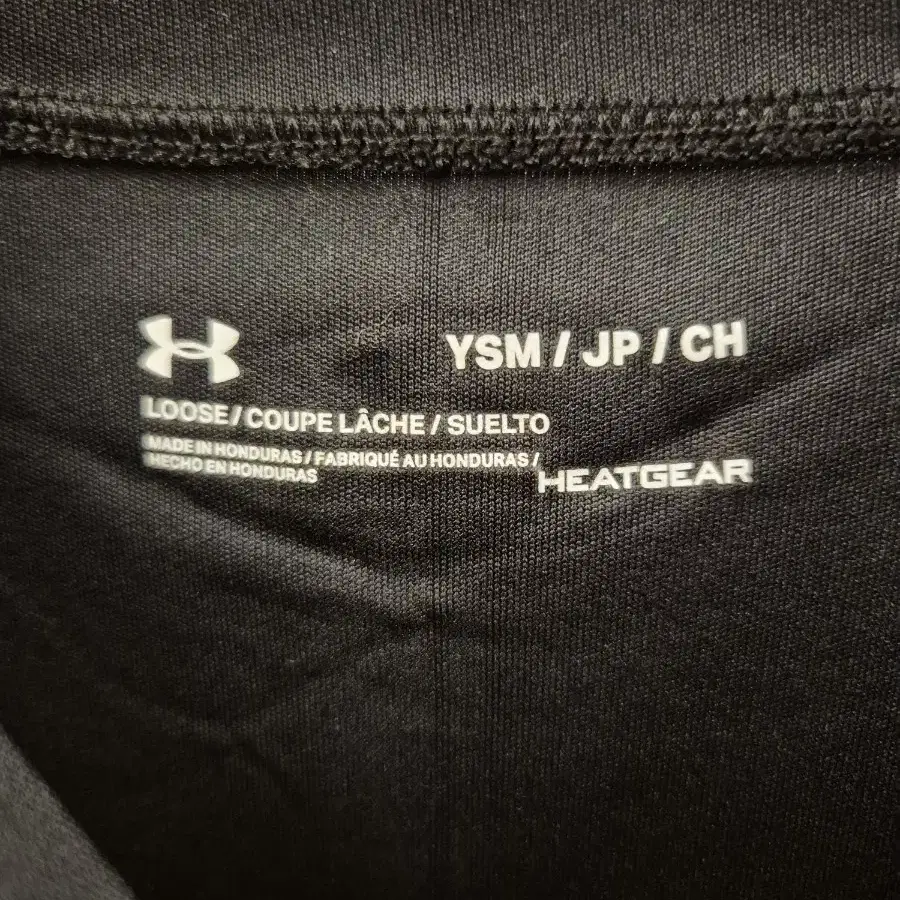 YSM / JP / CH
LOOSE / COUPE LÂCHE / SUELTO
MADE IN HONDURAS / FABRIQUÉ AU HONDURAS /
HECHO EN HONDURAS
HEATGEAR